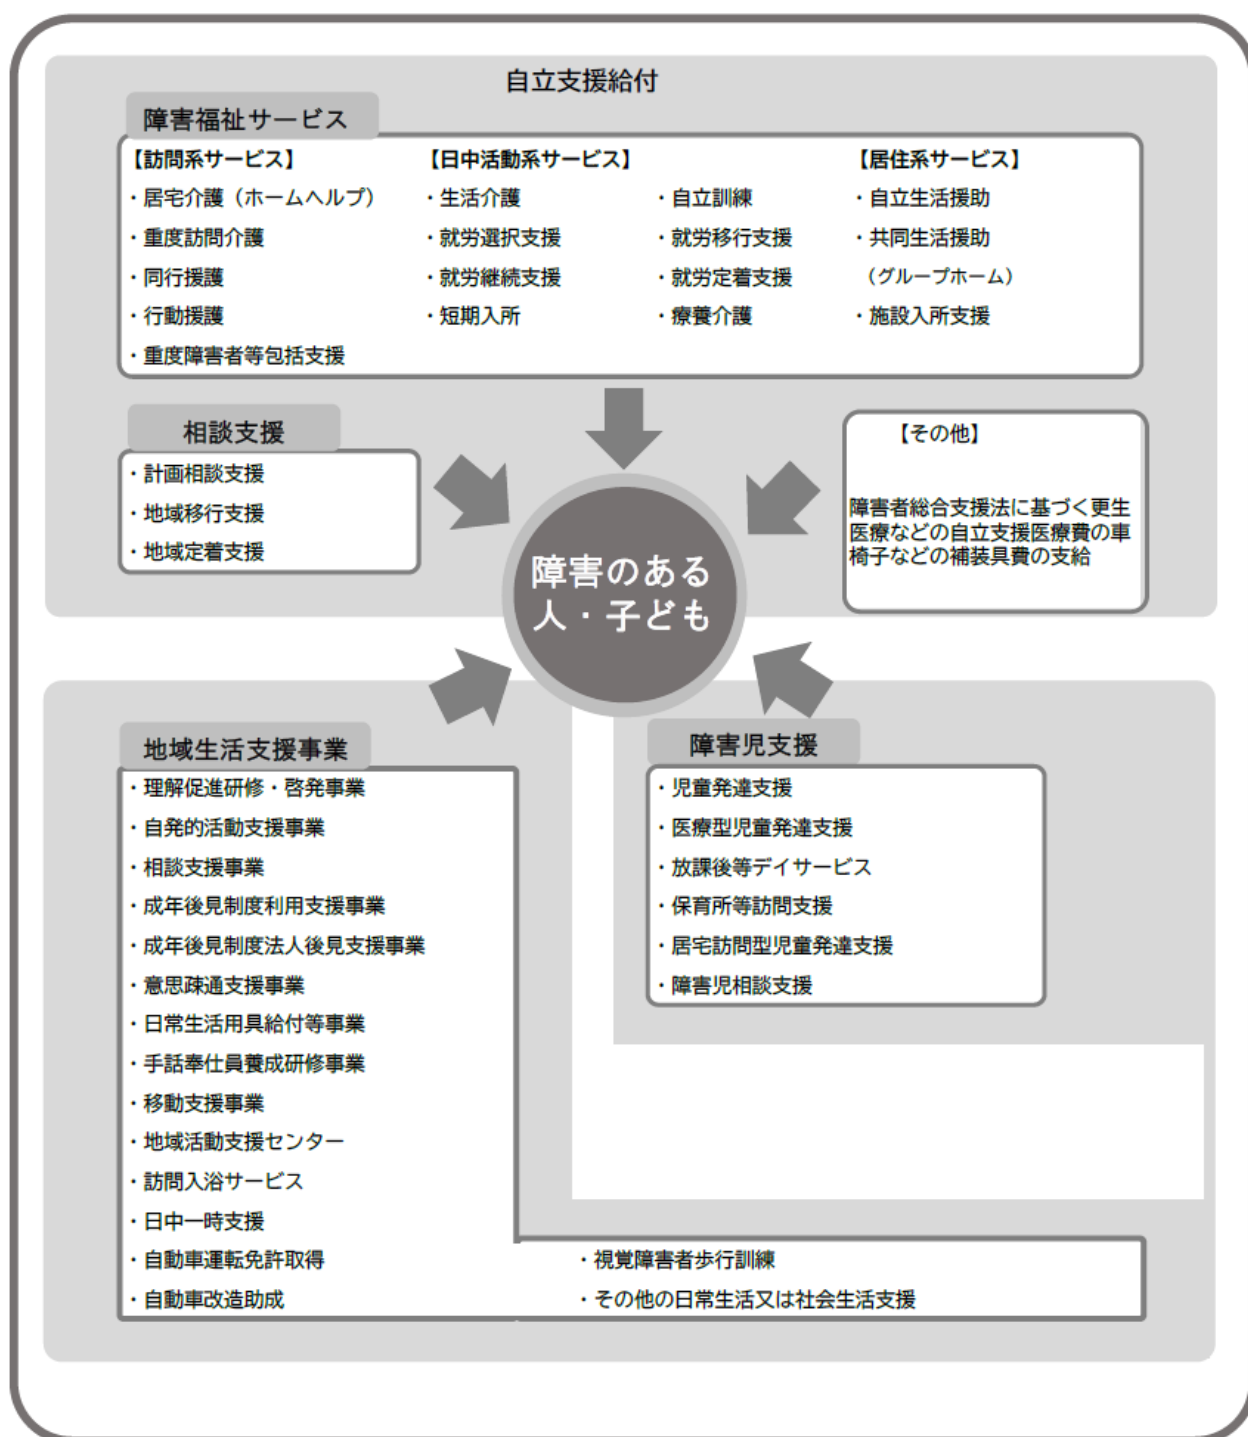 自立支援給付
障害福祉サービス
【訪問系サービス】
・居宅介護（ホームヘルプ）
・重度訪問介護
・同行援護
・行動援護
・重度障害者等包括支援
【日中活動系サービス】
・生活介護
・就労選択支援
・就労継続支援
・短期入所
・自立訓練
・就労移行支援
・就労定着支援
・療養介護
【居住系サービス】
・自立生活援助
・共同生活援助
（グループホーム）
・施設入所支援
相談支援
・計画相談支援
・地域移行支援
・地域定着支援
【その他】
障害者総合支援法に基づく更生
医療などの自立支援医療費の車
椅子などの補装具費の支給
障害のある
人・子ども
地域生活支援事業
・理解促進研修・啓発事業
・自発的活動支援事業
・相談支援事業
・成年後見制度利用支援事業
・成年後見制度法人後見支援事業
・意思疎通支援事業
・日常生活用具給付等事業
・手話奉仕員養成研修事業
・移動支援事業
・地域活動支援センター
・訪問入浴サービス
・日中一時支援
・自動車運転免許取得
・自動車改造助成
・視覚障害者歩行訓練
・その他の日常生活又は社会生活支援
障害児支援
・児童発達支援
・医療型児童発達支援
・放課後等デイサービス
・保育所等訪問支援
・居宅訪問型児童発達支援
・障害児相談支援